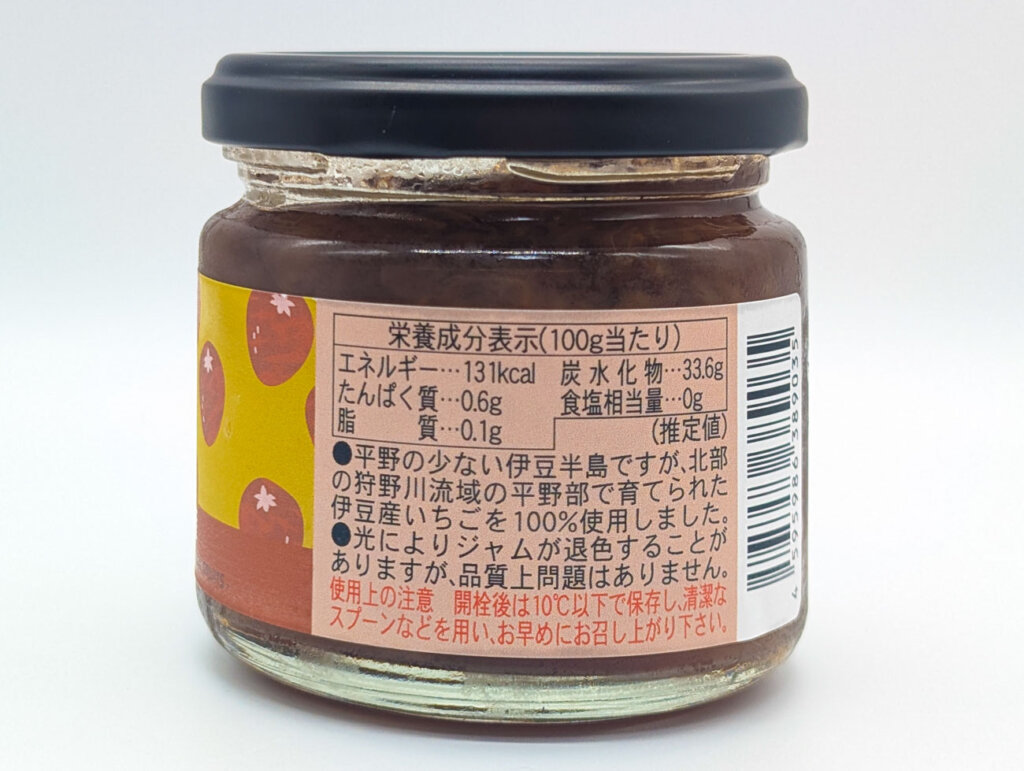 栄養成分表示(100g当たり)
エネルギー…131kcal 炭水化物…33.6g
たんぱく質…0.6g 食塩相当量…0g
脂質…0.1g (推定値)
●平野の少ない伊豆半島ですが、北部
の狩野川流域の平野部で育てられた
伊豆産いちごを100%使用しました。
●光によりジャムが退色することが
ありますが、品質上問題はありません。
使用上の注意 開栓後は10℃以下で保存し、清潔な
スプーンなどを用い、お早めにお召し上がり下さい。
4595986389035